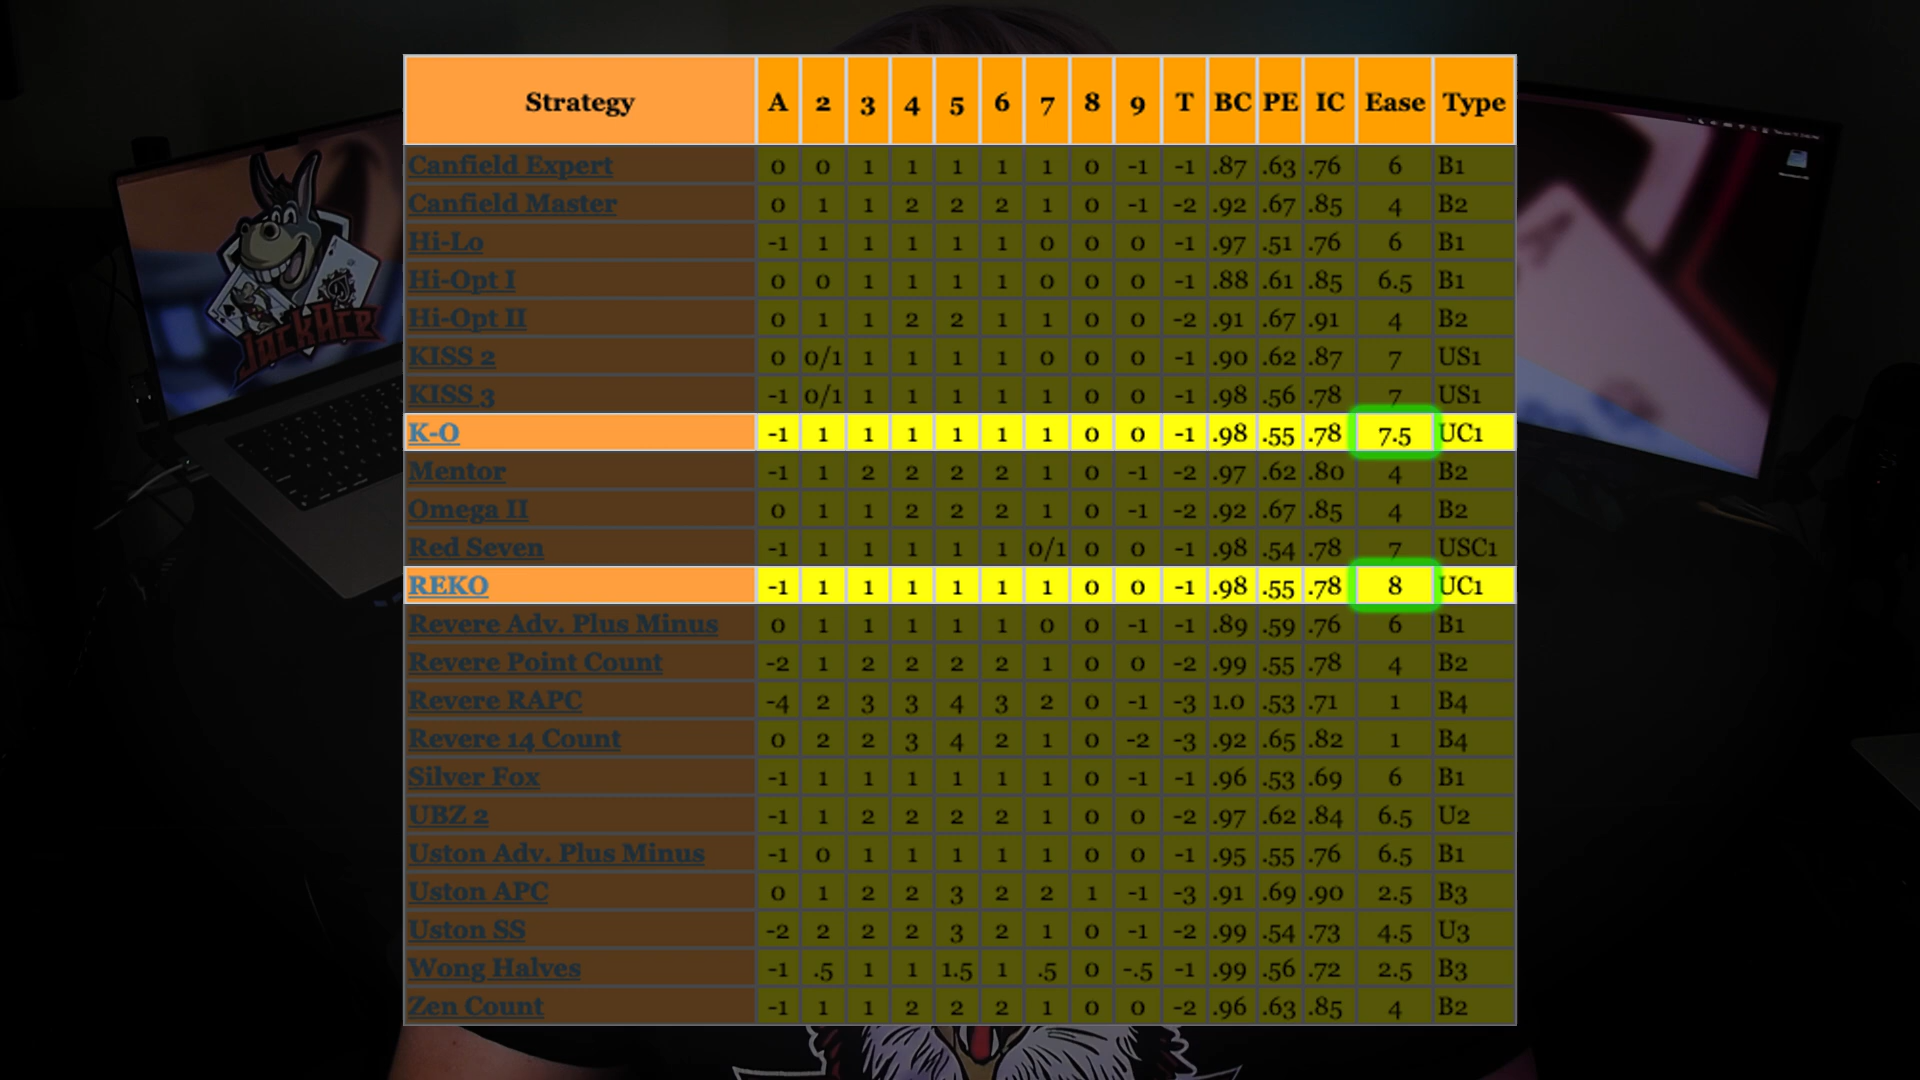 Strategy A 2 3 4 5 6 7 8 9 T BC PE IC Ease Type
Canfield Expert 0 0 1 1 1 1 1 0 -1 -1 .87 .63 .76 6 B1
Canfield Master 0 1 1 2 2 2 1 0 -1 -2 .92 .67 .85 4 B2
Hi-Lo -1 1 1 1 1 1 0 0 0 -1 .97 .51 .76 6 B1
Hi-Opt I 0 0 1 1 1 1 0 0 0 -1 .88 .61 .85 6.5 B1
Hi-Opt II 0 1 1 2 2 1 1 0 0 -2 .91 .67 .91 4 B2
KISS 2 0 0/1 1 1 1 1 0 0 0 -1 .90 .62 .87 7 US1
KISS 3 -1 0/1 1 1 1 1 1 0 0 -1 .98 .56 .78 7 US1
K-O -1 1 1 1 1 1 1 0 0 -1 .98 .55 .78 7.5 UC1
Mentor -1 1 2 2 2 2 1 0 -1 -2 .97 .62 .80 4 B2
Omega II 0 1 1 2 2 2 1 0 -1 -2 .92 .67 .85 4 B2
Red Seven -1 1 1 1 1 1 0/1 0 0 -1 .98 .54 .78 7 USC1
REKO -1 1 1 1 1 1 1 0 0 -1 .98 .55 .78 8 UC1
Revere Adv. Plus Minus 0 1 1 1 1 1 0 0 -1 -1 .89 .59 .76 6 B1
Revere Point Count -2 1 2 2 2 2 1 0 0 -2 .99 .55 .78 4 B2
Revere RAPC -4 2 3 3 4 3 2 0 -1 -3 1.0 .53 .71 1 B4
Revere 14 Count 0 2 2 3 4 2 1 0 -2 -3 .92 .65 .82 1 B4
Silver Fox -1 1 1 1 1 1 1 0 -1 -1 .96 .53 .69 6 B1
UBZ 2 -1 1 2 2 2 2 1 0 0 -2 .97 .62 .84 6.5 U2
Uston Adv. Plus Minus -1 0 1 1 1 1 1 0 0 -1 .95 .55 .76 6.5 B1
Uston APC 0 1 2 2 3 2 2 1 -1 -3 .91 .69 .90 2.5 B3
Uston SS -2 2 2 2 3 2 1 0 -1 -2 .99 .54 .73 4.5 U3
Wong Halves -1 .5 1 1 1.5 1 .5 0 -.5 -1 .99 .56 .72 2.5 B3
Zen Count -1 1 1 2 2 2 1 0 0 -2 .96 .63 .85 4 B2
JackAce